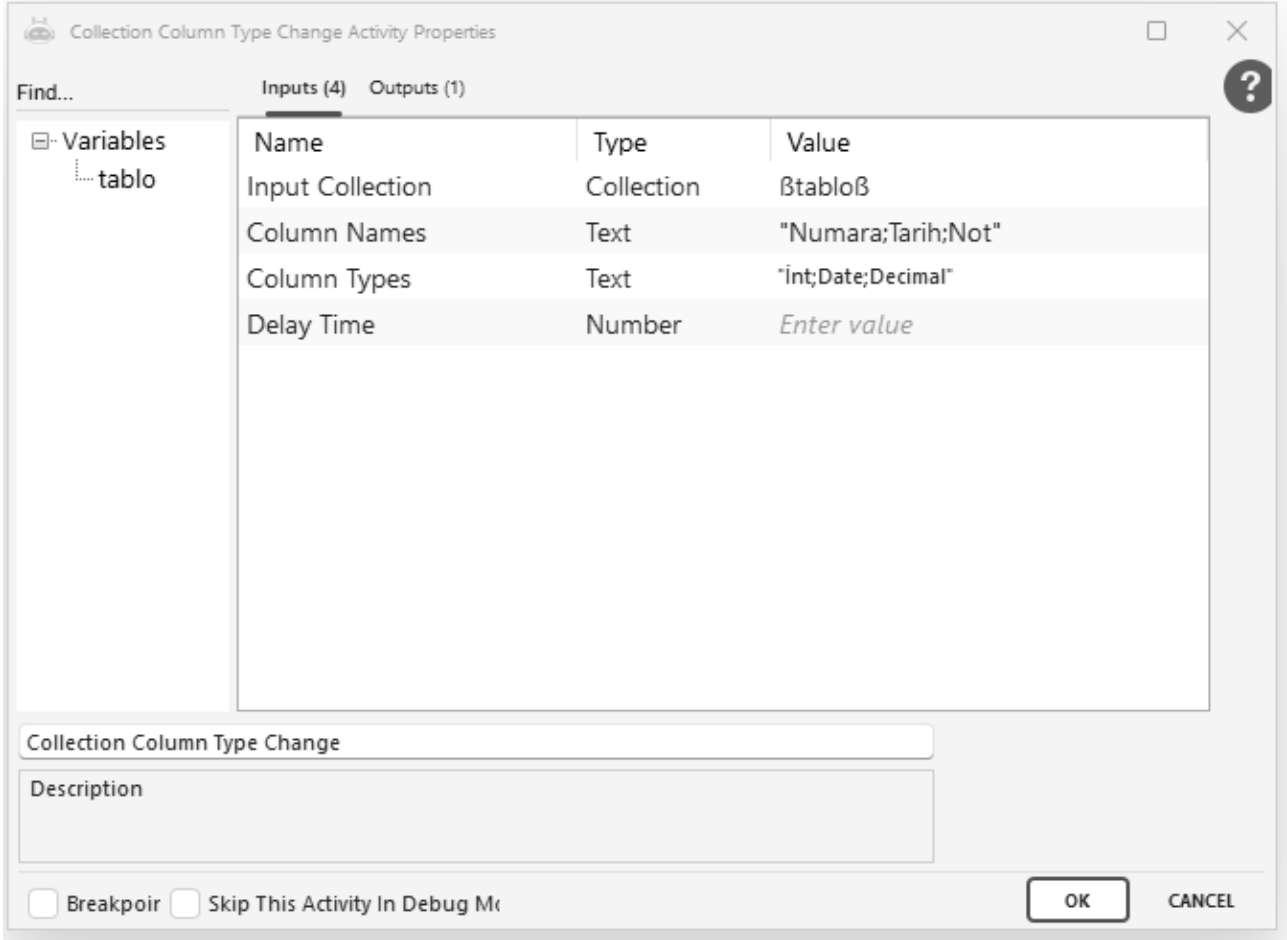 Collection Column Type Change Activity Properties
Find...
Inputs (4) Outputs (1)
?
Variables
tablo
Name Type Value
Input Collection Collection ßtabloß
Column Names Text "Numara;Tarih;Not"
Column Types Text "İnt;Date;Decimal"
Delay Time Number Enter value
Collection Column Type Change
Description
Breakpoir Skip This Activity In Debug Mo
OK CANCEL